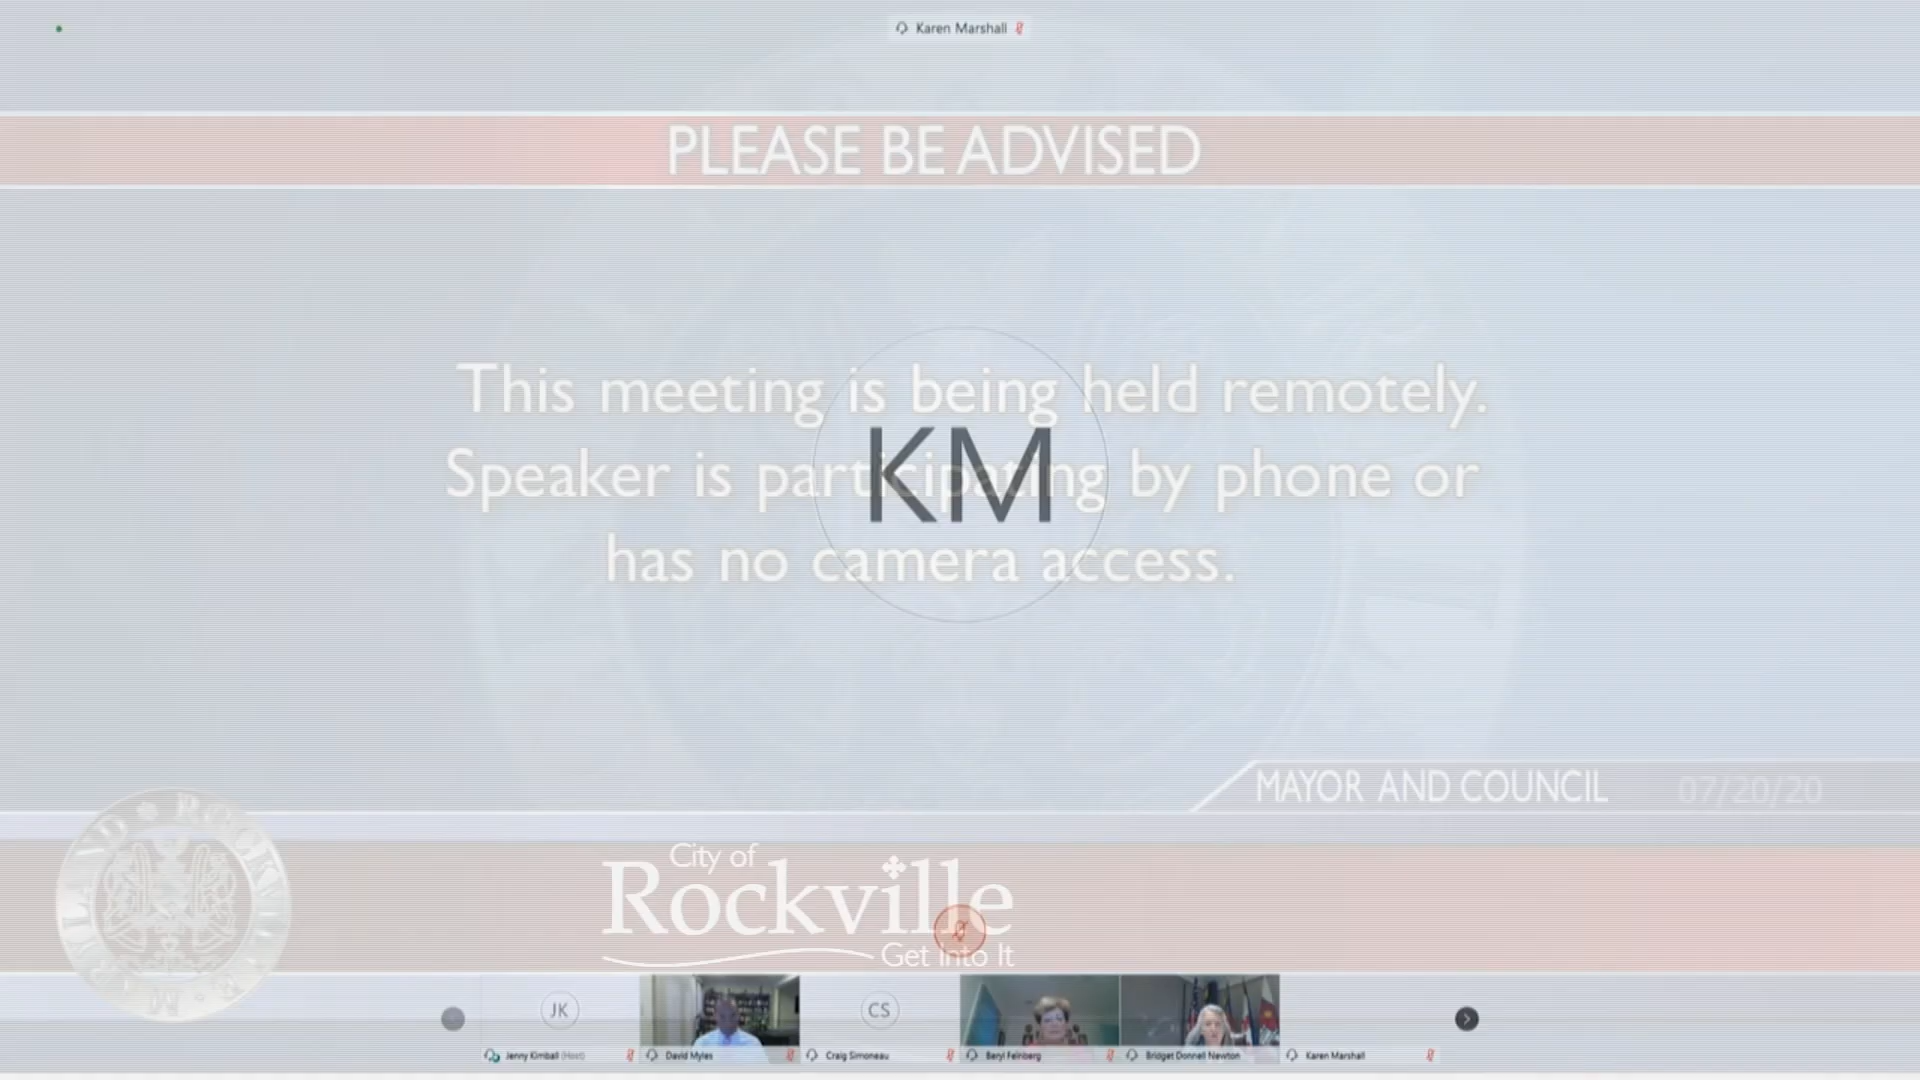 Karen Marshall
PLEASE BE ADVISED
This meeting is being held remotely.
Speaker is participating by phone or
has no camera access.
KM
MAYOR AND COUNCIL 07/20/20
City of
Rockville
Get Into It
JK
CS
Jenny Kimball (Host)
David Myles
Craig Simoneau
Beryl Feinberg
Bridget Donnell Newton
Karen Marshall